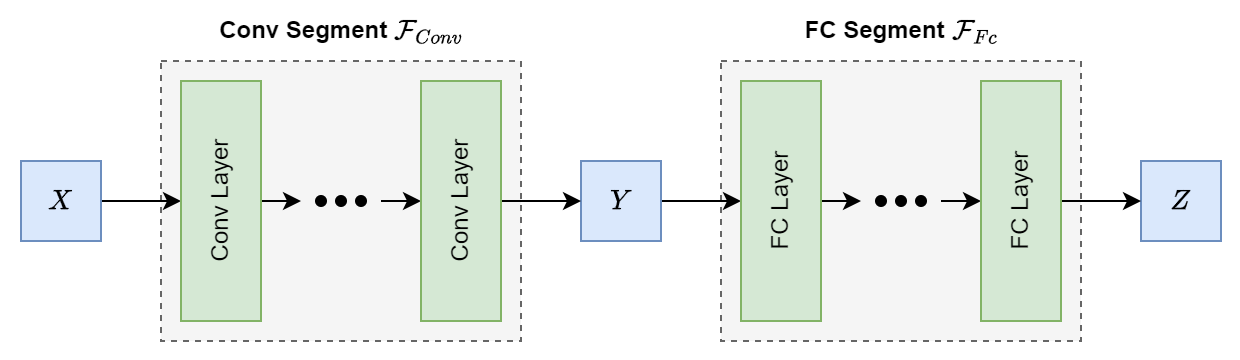 Conv Segment $\mathcal{F}_{Conv}$
FC Segment $\mathcal{F}_{Fc}$
X
Conv Layer
Conv Layer
Y
FC Layer
FC Layer
Z